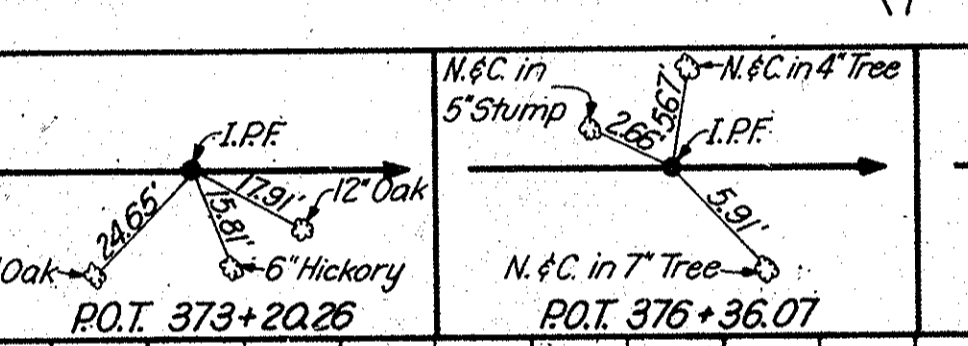 I.P.F.
24.65'
15.81'
17.91'
12" Oak
Oak
6" Hickory
P.O.T. 373+20.26
N.&C. in
5" Stump
2.66'
5.67'
N.&C. in 4" Tree
I.P.F.
5.91'
N.&C. in 7" Tree
P.O.T. 376+36.07